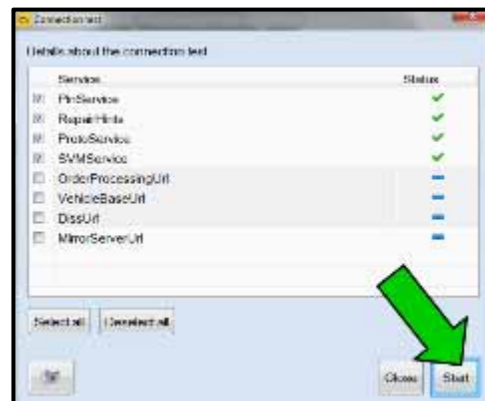 Connection test
Details about the connection test
Service Status
PinService
RepairHints
ProtoService
SVMService
OrderProcessingUrl
VehicleBaseUrl
DissUrl
MirrorServerUrl
Select all Deselect all
Close Start